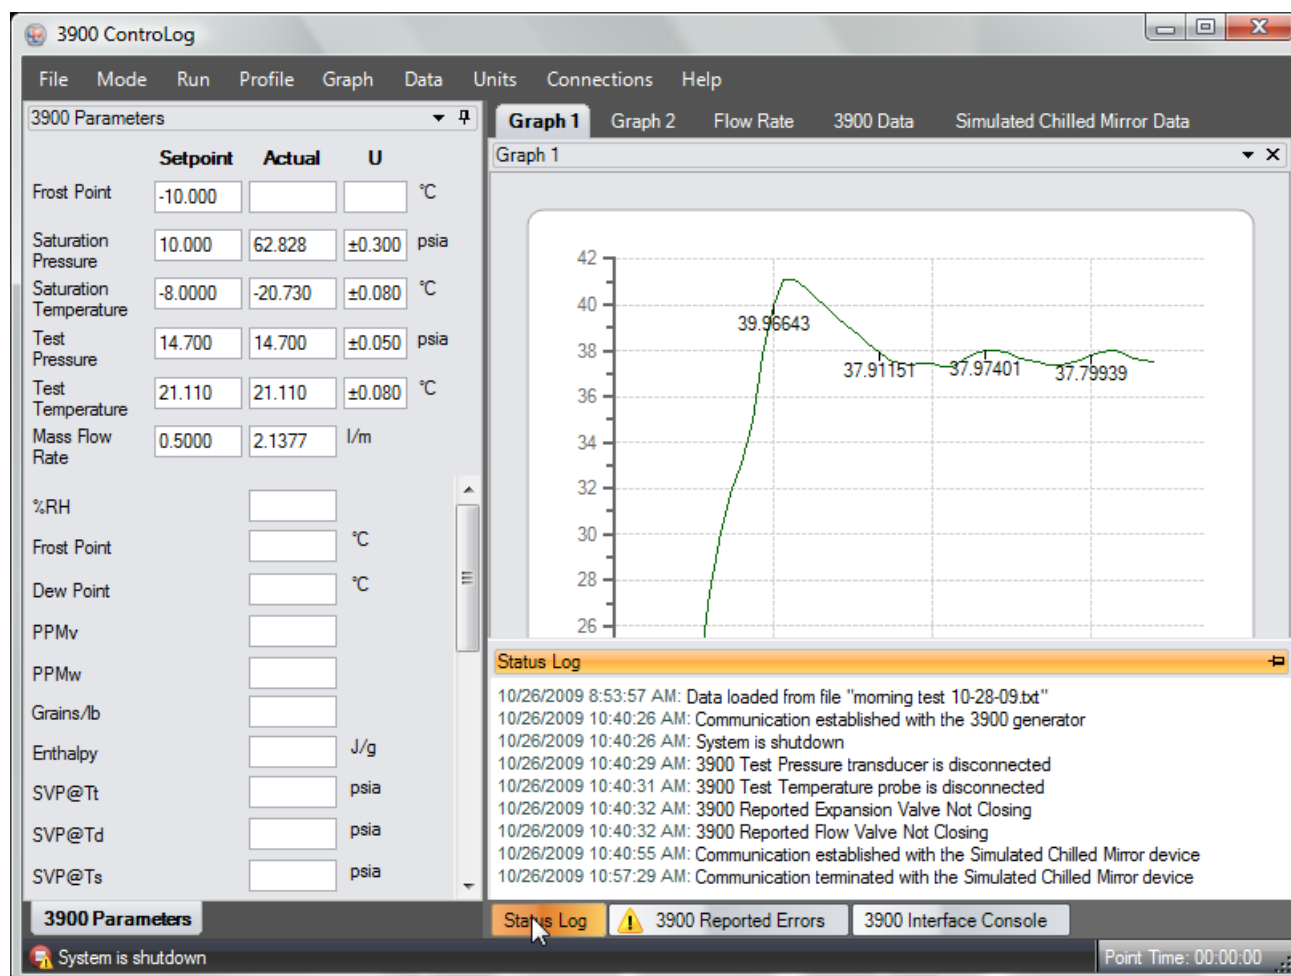 3900 ControLog
File Mode Run Profile Graph Data Units Connections Help
3900 Parameters
Setpoint Actual U
Frost Point -10.000 °C
Saturation Pressure 10.000 62.828 ±0.300 psia
Saturation Temperature -8.0000 -20.730 ±0.080 °C
Test Pressure 14.700 14.700 ±0.050 psia
Test Temperature 21.110 21.110 ±0.080 °C
Mass Flow Rate 0.5000 2.1377 l/m
%RH
Frost Point °C
Dew Point °C
PPMv
PPMw
Grains/lb
Enthalpy J/g
SVP@Tt psia
SVP@Td psia
SVP@Ts psia
3900 Parameters
Graph 1 Graph 2 Flow Rate 3900 Data Simulated Chilled Mirror Data
Graph 1
42
40
38
36
34
32
30
28
26
39.96643
37.91151
37.97401
37.79939
Status Log
10/26/2009 8:53:57 AM: Data loaded from file "morning test 10-28-09.txt"
10/26/2009 10:40:26 AM: Communication established with the 3900 generator
10/26/2009 10:40:26 AM: System is shutdown
10/26/2009 10:40:29 AM: 3900 Test Pressure transducer is disconnected
10/26/2009 10:40:31 AM: 3900 Test Temperature probe is disconnected
10/26/2009 10:40:32 AM: 3900 Reported Expansion Valve Not Closing
10/26/2009 10:40:32 AM: 3900 Reported Flow Valve Not Closing
10/26/2009 10:40:55 AM: Communication established with the Simulated Chilled Mirror device
10/26/2009 10:57:29 AM: Communication terminated with the Simulated Chilled Mirror device
Status Log 3900 Reported Errors 3900 Interface Console
System is shutdown
Point Time: 00:00:00